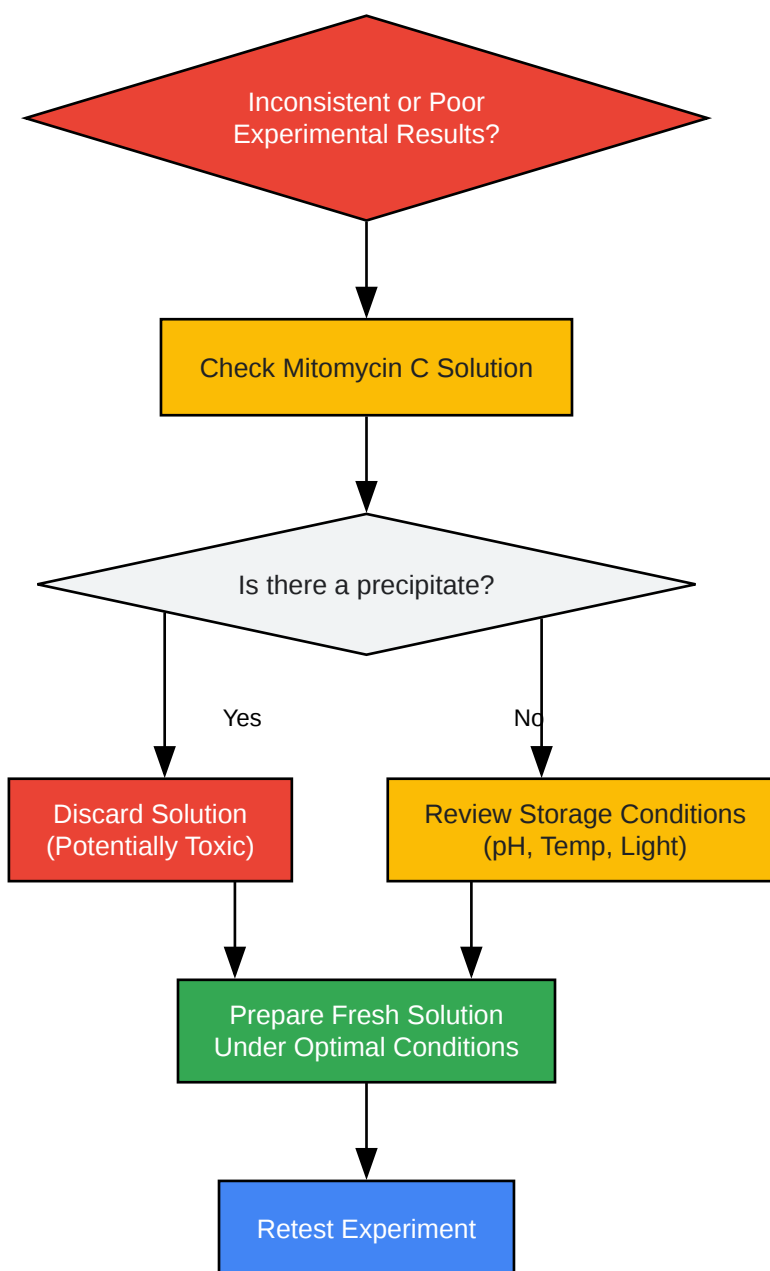 Inconsistent or Poor
Experimental Results?
Check Mitomycin C Solution
Is there a precipitate?
Yes
No
Discard Solution
(Potentially Toxic)
Review Storage Conditions
(pH, Temp, Light)
Prepare Fresh Solution
Under Optimal Conditions
Retest Experiment